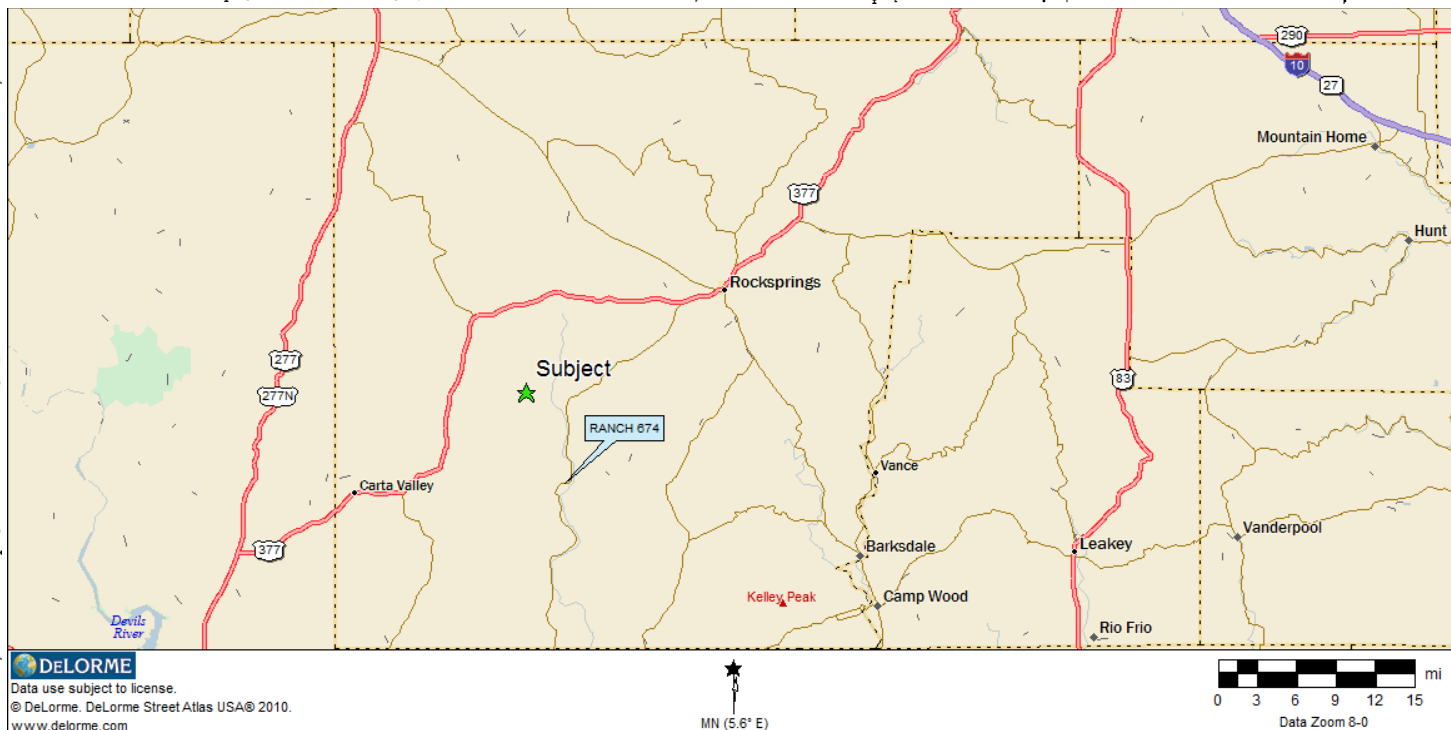 290
10
27
Mountain Home
377
Hunt
Rocksprings
277
Subject
277N
83
RANCH 674
Vance
Carta Valley
Vanderpool
377
Barksdale
Leakey
Kelley Peak
Camp Wood
Devils
River
Rio Frio
DELORME
Data use subject to license.
© DeLorme. DeLorme Street Atlas USA® 2010.
www.delorme.com
MN (5.6° E)
mi
0 3 6 9 12 15
Data Zoom 8-0